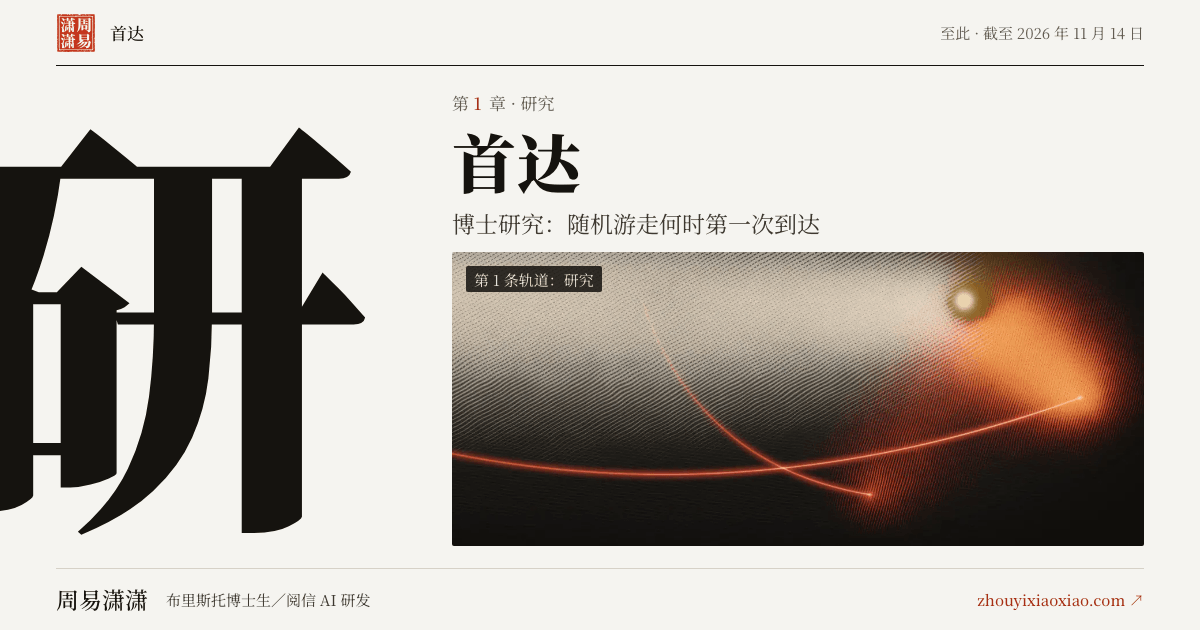 周易潇潇
首达
至此 · 截至 2026 年 11 月 14 日
研
第 1 章 · 研究
首达
博士研究：随机游走何时第一次到达
第 1 条轨道：研究
周易潇潇
布里斯托博士生／阅信 AI 研发
zhouyixiaoxiao.com ↗